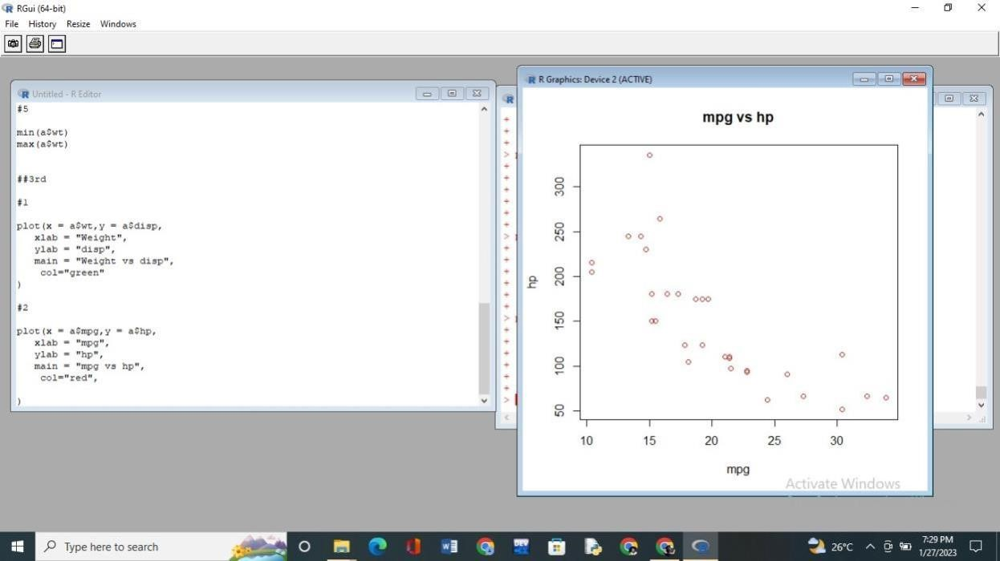 RGui (64-bit)
File History Resize Windows
Untitled - R Editor
#5
min(a$wt)
max(a$wt)
##3rd
#1
plot(x = a$wt,y = a$disp,
xlab = "Weight",
ylab = "disp",
main = "Weight vs disp",
col="green"
)
#2
plot(x = a$mpg,y = a$hp,
xlab = "mpg",
ylab = "hp",
main = "mpg vs hp",
col="red",
)
+
+
+
>
+
+
+
+
+
+
>
+
+
+
+
+
+
>
+
+
+
+
+
+
>
R Graphics: Device 2 (ACTIVE)
mpg vs hp
hp
300
250
200
150
100
50
10 15 20 25 30
mpg
Activate Windows
Type here to search
DEV
26°C
7:29 PM
1/27/2023